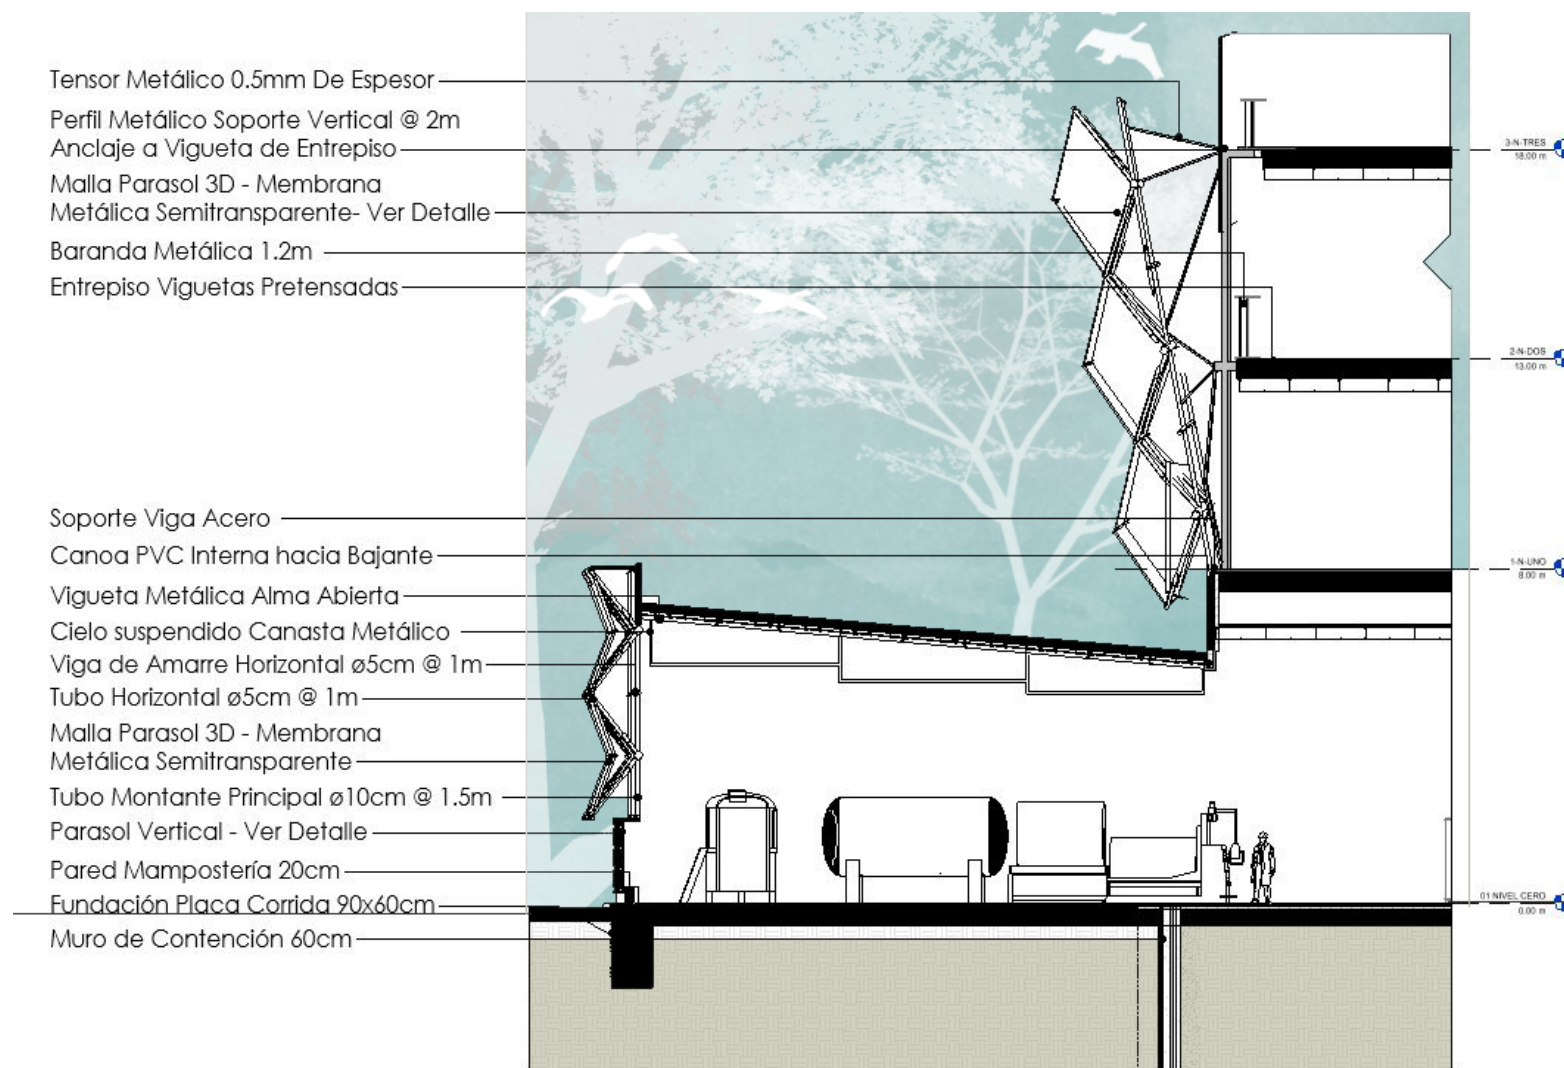 Tensor Metálico 0.5mm De Espesor
Perfil Metálico Soporte Vertical @ 2m
Anclaje a Vigueta de Entrepiso
Malla Parasol 3D - Membrana
Metálica Semitransparente- Ver Detalle
Baranda Metálica 1.2m
Entrepiso Viguetas Pretensadas
Soporte Viga Acero
Canoa PVC Interna hacia Bajante
Vigueta Metálica Alma Abierta
Cielo suspendido Canasta Metálico
Viga de Amarre Horizontal ø5cm @ 1m
Tubo Horizontal ø5cm @ 1m
Malla Parasol 3D - Membrana
Metálica Semitransparente
Tubo Montante Principal ø10cm @ 1.5m
Parasol Vertical - Ver Detalle
Pared Mampostería 20cm
Fundación Placa Corrida 90x60cm
Muro de Contención 60cm
3-N-TRES
18.00 m
2-N-DOS
13.00 m
1-N-UNO
8.00 m
01 NIVEL CERO
0.00 m